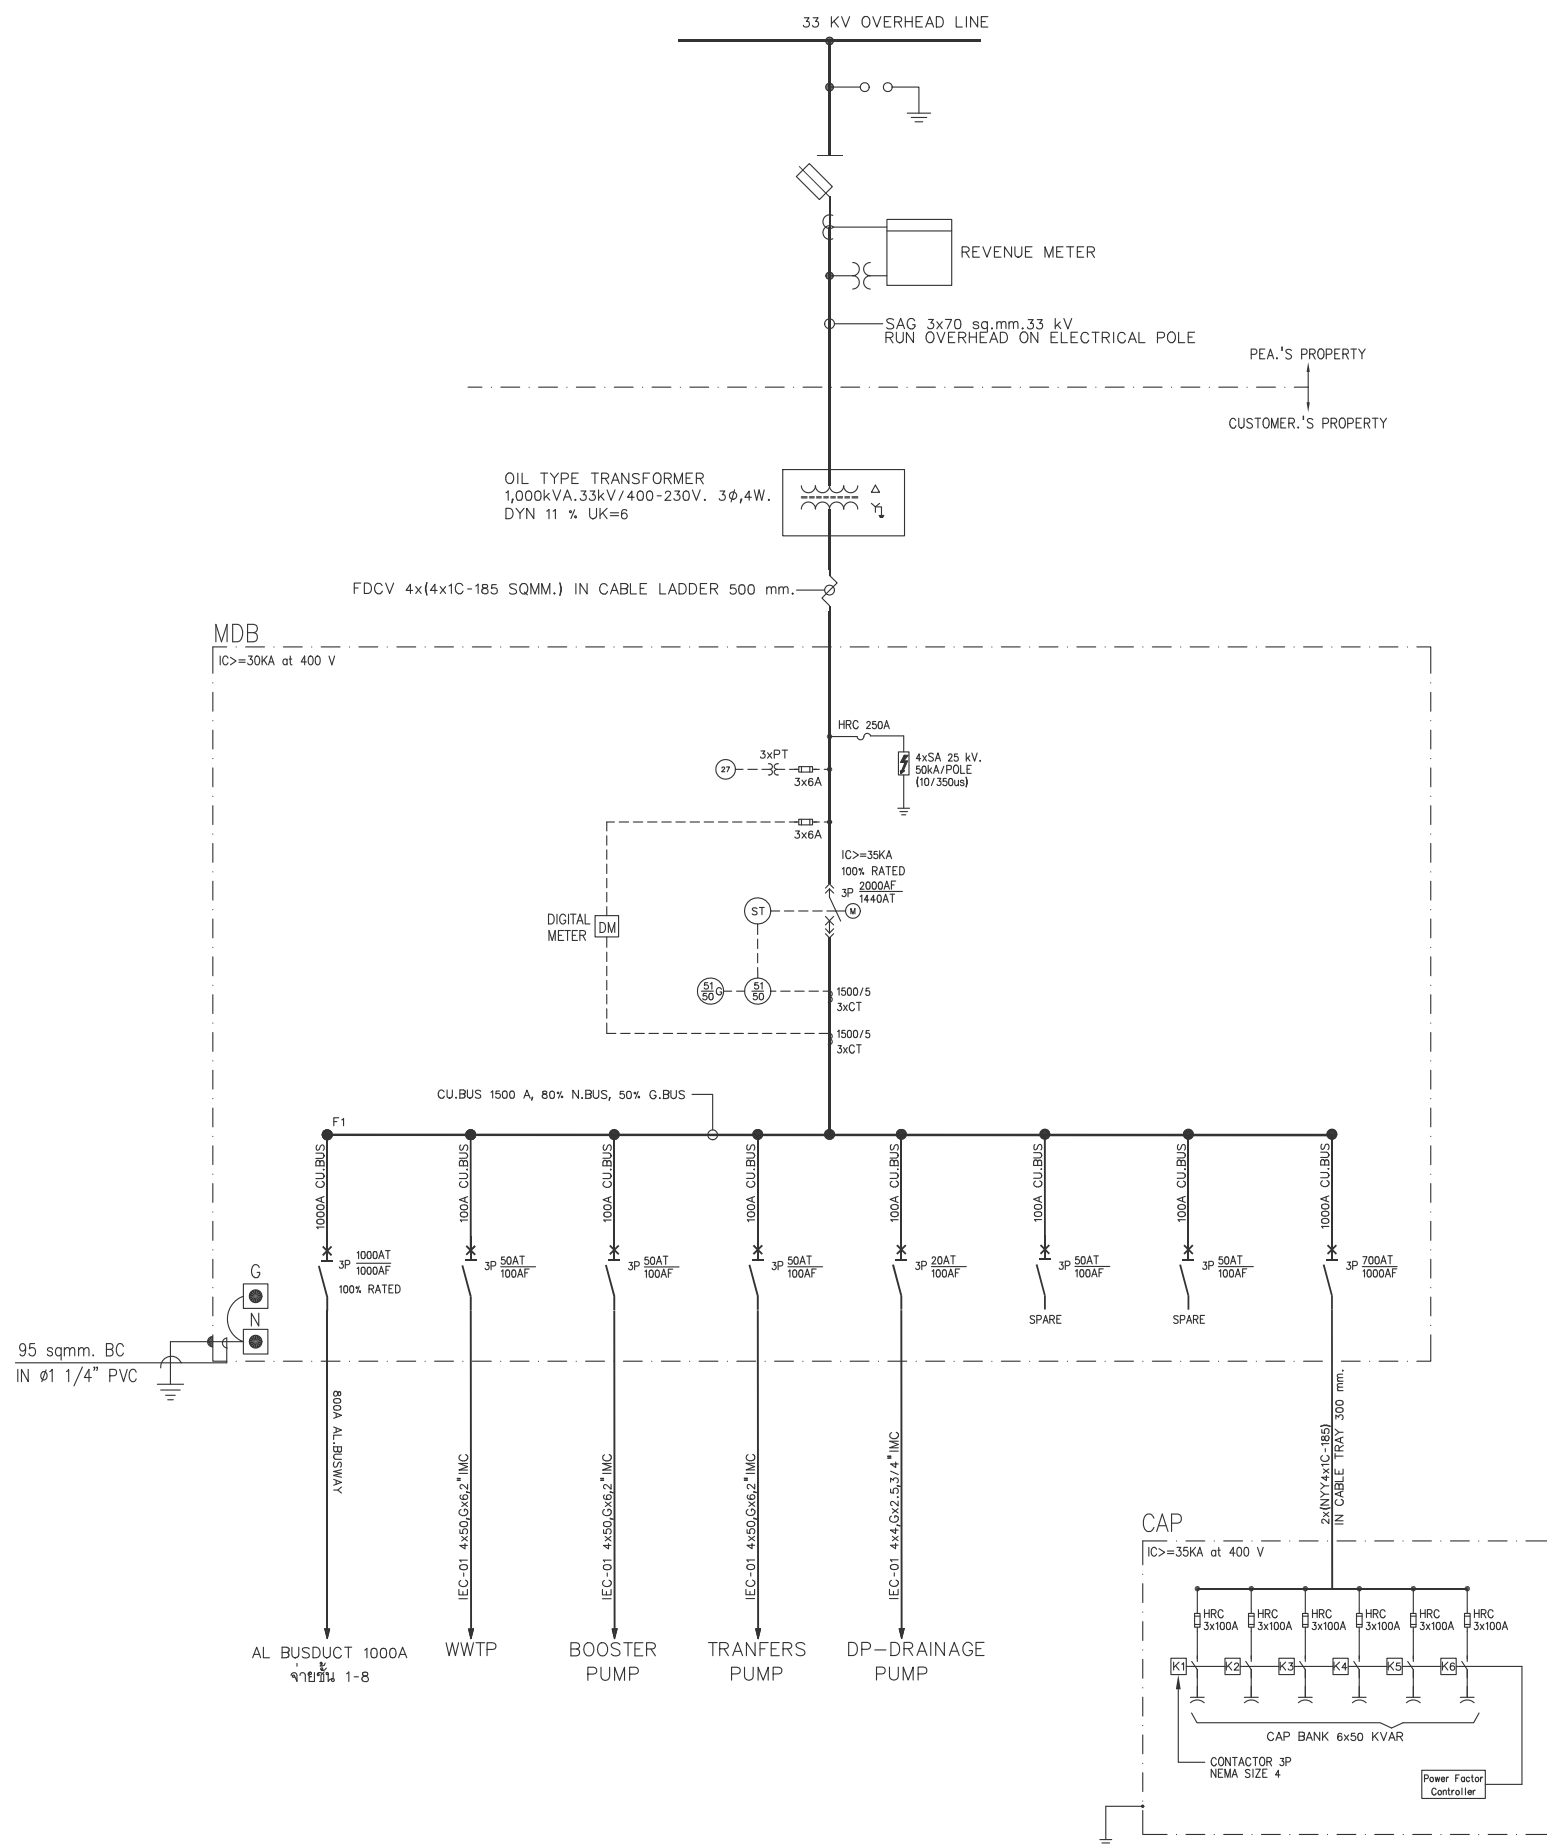 33 KV OVERHEAD LINE
REVENUE METER
SAG 3x70 sq.mm.33 kV
RUN OVERHEAD ON ELECTRICAL POLE
PEA.'S PROPERTY
CUSTOMER.'S PROPERTY
OIL TYPE TRANSFORMER
1,000kVA.33kV/400-230V. 3ϕ,4W.
DYN 11 % UK=6
FDCV 4x(4x1C-185 SQMM.) IN CABLE LADDER 500 mm.
MDB
IC>=30KA at 400 V
HRC 250A
4xSA 25 kV.
50kA/POLE
(10/350us)
27
3xPT
3x6A
3x6A
IC>=35KA
100% RATED
3P 2000AF
1440AT
ST
M
DIGITAL
METER
DM
51
50 G
51
50
1500/5
3xCT
1500/5
3xCT
CU.BUS 1500 A, 80% N.BUS, 50% G.BUS
F1
1000A CU.BUS
100A CU.BUS
100A CU.BUS
100A CU.BUS
100A CU.BUS
100A CU.BUS
100A CU.BUS
1000A CU.BUS
3P 1000AT
1000AF
100% RATED
3P 50AT
100AF
3P 50AT
100AF
3P 50AT
100AF
3P 20AT
100AF
3P 50AT
100AF
SPARE
3P 50AT
100AF
SPARE
3P 700AT
1000AF
G
N
95 sqmm. BC
IN ø1 1/4" PVC
800A AL.BUSWAY
IEC-01 4x50,Gx6,2"IMC
IEC-01 4x50,Gx6,2"IMC
IEC-01 4x50,Gx6,2"IMC
IEC-01 4x4,Gx2.5,3/4"IMC
2x(NYY4x1C-185)
IN CABLE TRAY 300 mm.
AL BUSDUCT 1000A
จ่ายชั้น 1-8
WWTP
BOOSTER
PUMP
TRANFERS
PUMP
DP-DRAINAGE
PUMP
CAP
IC>=35KA at 400 V
HRC
3x100A
HRC
3x100A
HRC
3x100A
HRC
3x100A
HRC
3x100A
HRC
3x100A
K1
K2
K3
K4
K5
K6
CAP BANK 6x50 KVAR
CONTACTOR 3P
NEMA SIZE 4
Power Factor
Controller